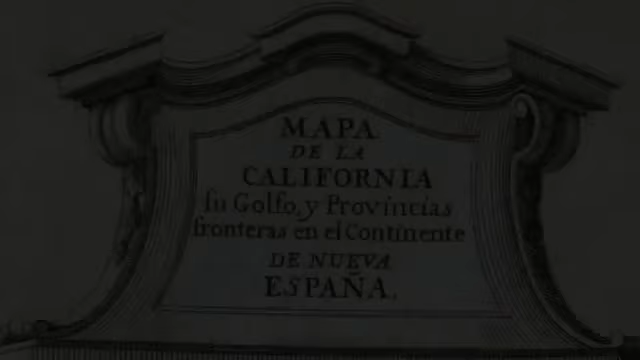 MAPA
DE LA
CALIFORNIA
ſu Golfo, y Provincias
fronteras en el Continente
DE NUEVA
ESPAÑA.